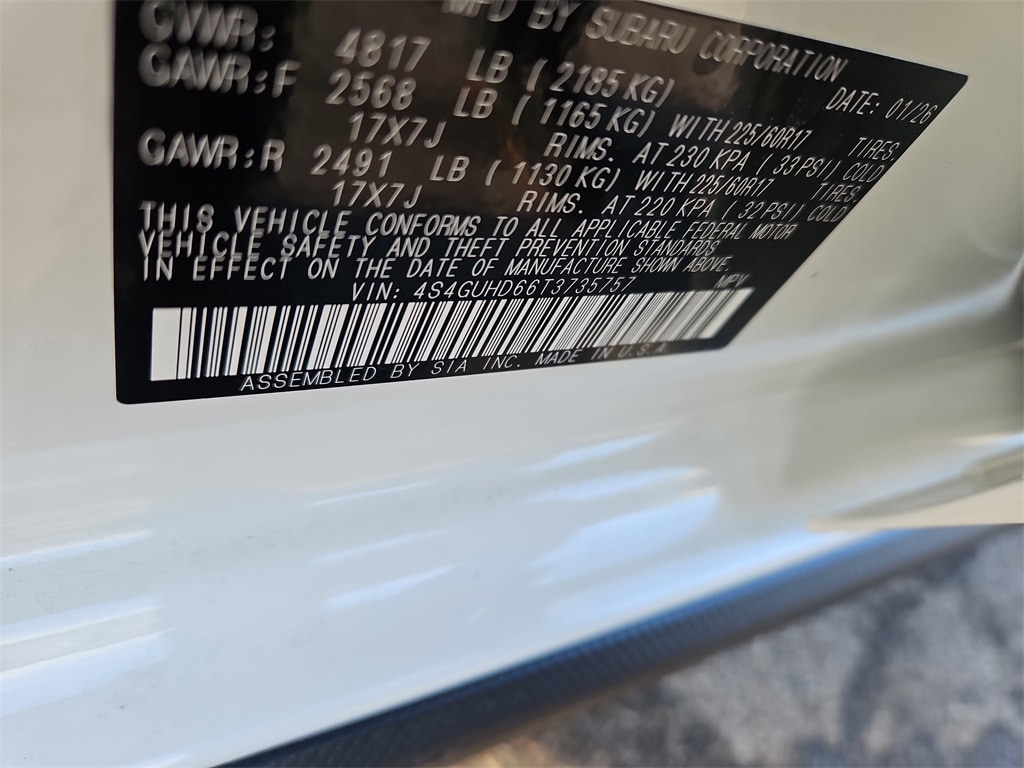 MFD BY SUBARU CORPORATION
DATE: 01/26
GVWR: 4817 LB ( 2185 KG)
GAWR:F 2568 LB ( 1165 KG) WITH 225/60R17 TIRES.
17X7J RIMS. AT 230 KPA ( 33 PSI) COLD
GAWR:R 2491 LB ( 1130 KG) WITH 225/60R17 TIRES.
17X7J RIMS. AT 220 KPA ( 32 PSI) COLD
THIS VEHICLE CONFORMS TO ALL APPLICABLE FEDERAL MOTOR
VEHICLE SAFETY AND THEFT PREVENTION STANDARDS
IN EFFECT ON THE DATE OF MANUFACTURE SHOWN ABOVE.
VIN: 4S4GUHD66T3735757 MPV
ASSEMBLED BY SIA INC. MADE IN U.S.A.